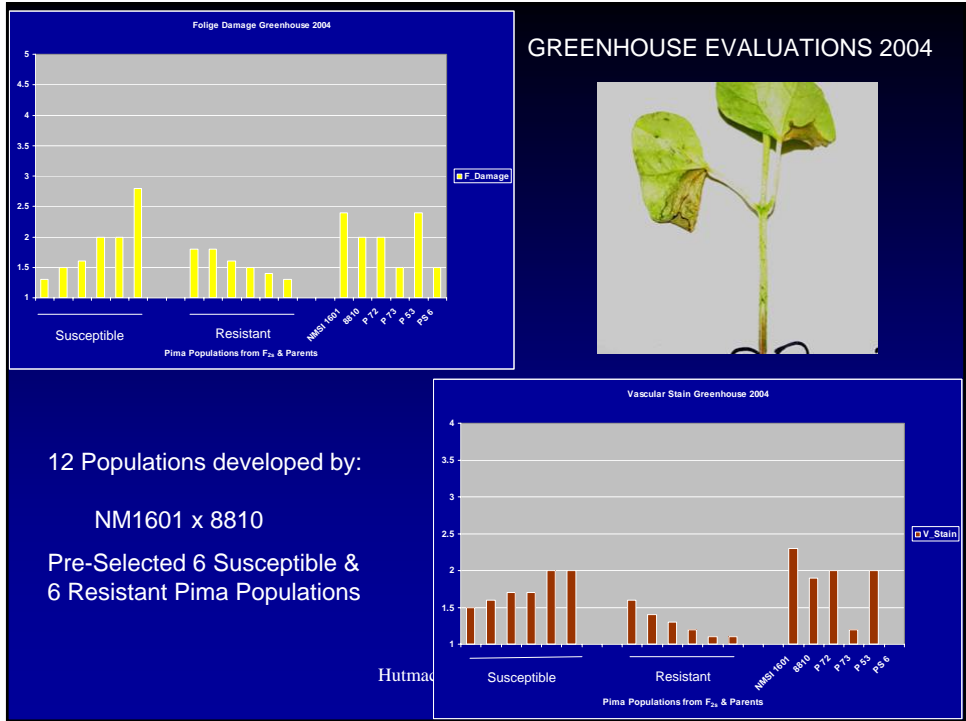 Folige Damage Greenhouse 2004
5
4.5
4
3.5
3
2.5
2
1.5
1
F_Damage
NMSI 1601
8810
P 72
P 73
P 53
PS 6
Susceptible
Resistant
Pima Populations from F2s & Parents
GREENHOUSE EVALUATIONS 2004
12 Populations developed by:
NM1601 x 8810
Pre-Selected 6 Susceptible &
6 Resistant Pima Populations
Hutmac
Vascular Stain Greenhouse 2004
4
3.5
3
2.5
2
1.5
1
V_Stain
NMSI 1601
8810
P 72
P 73
P 53
PS 6
Susceptible
Resistant
Pima Populations from F2s & Parents